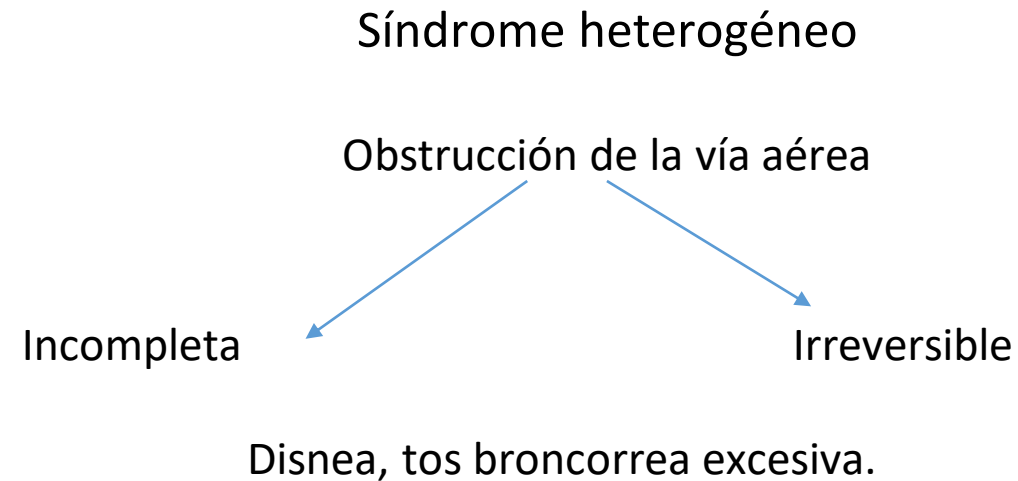 Síndrome heterogéneo
Obstrucción de la vía aérea
Incompleta
Irreversible
Disnea, tos broncorrea excesiva.